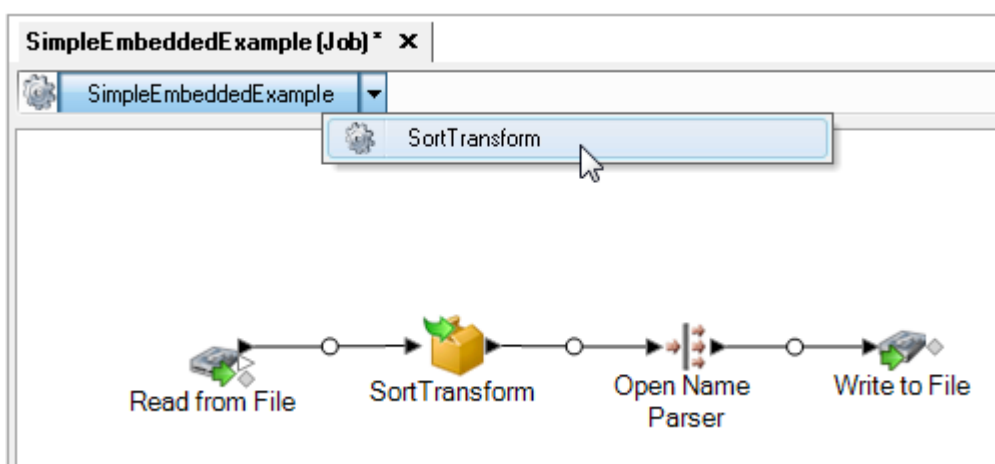 SimpleEmbeddedExample (Job)* ×
SimpleEmbeddedExample
SortTransform
Read from File
SortTransform
Open Name
Parser
Write to File